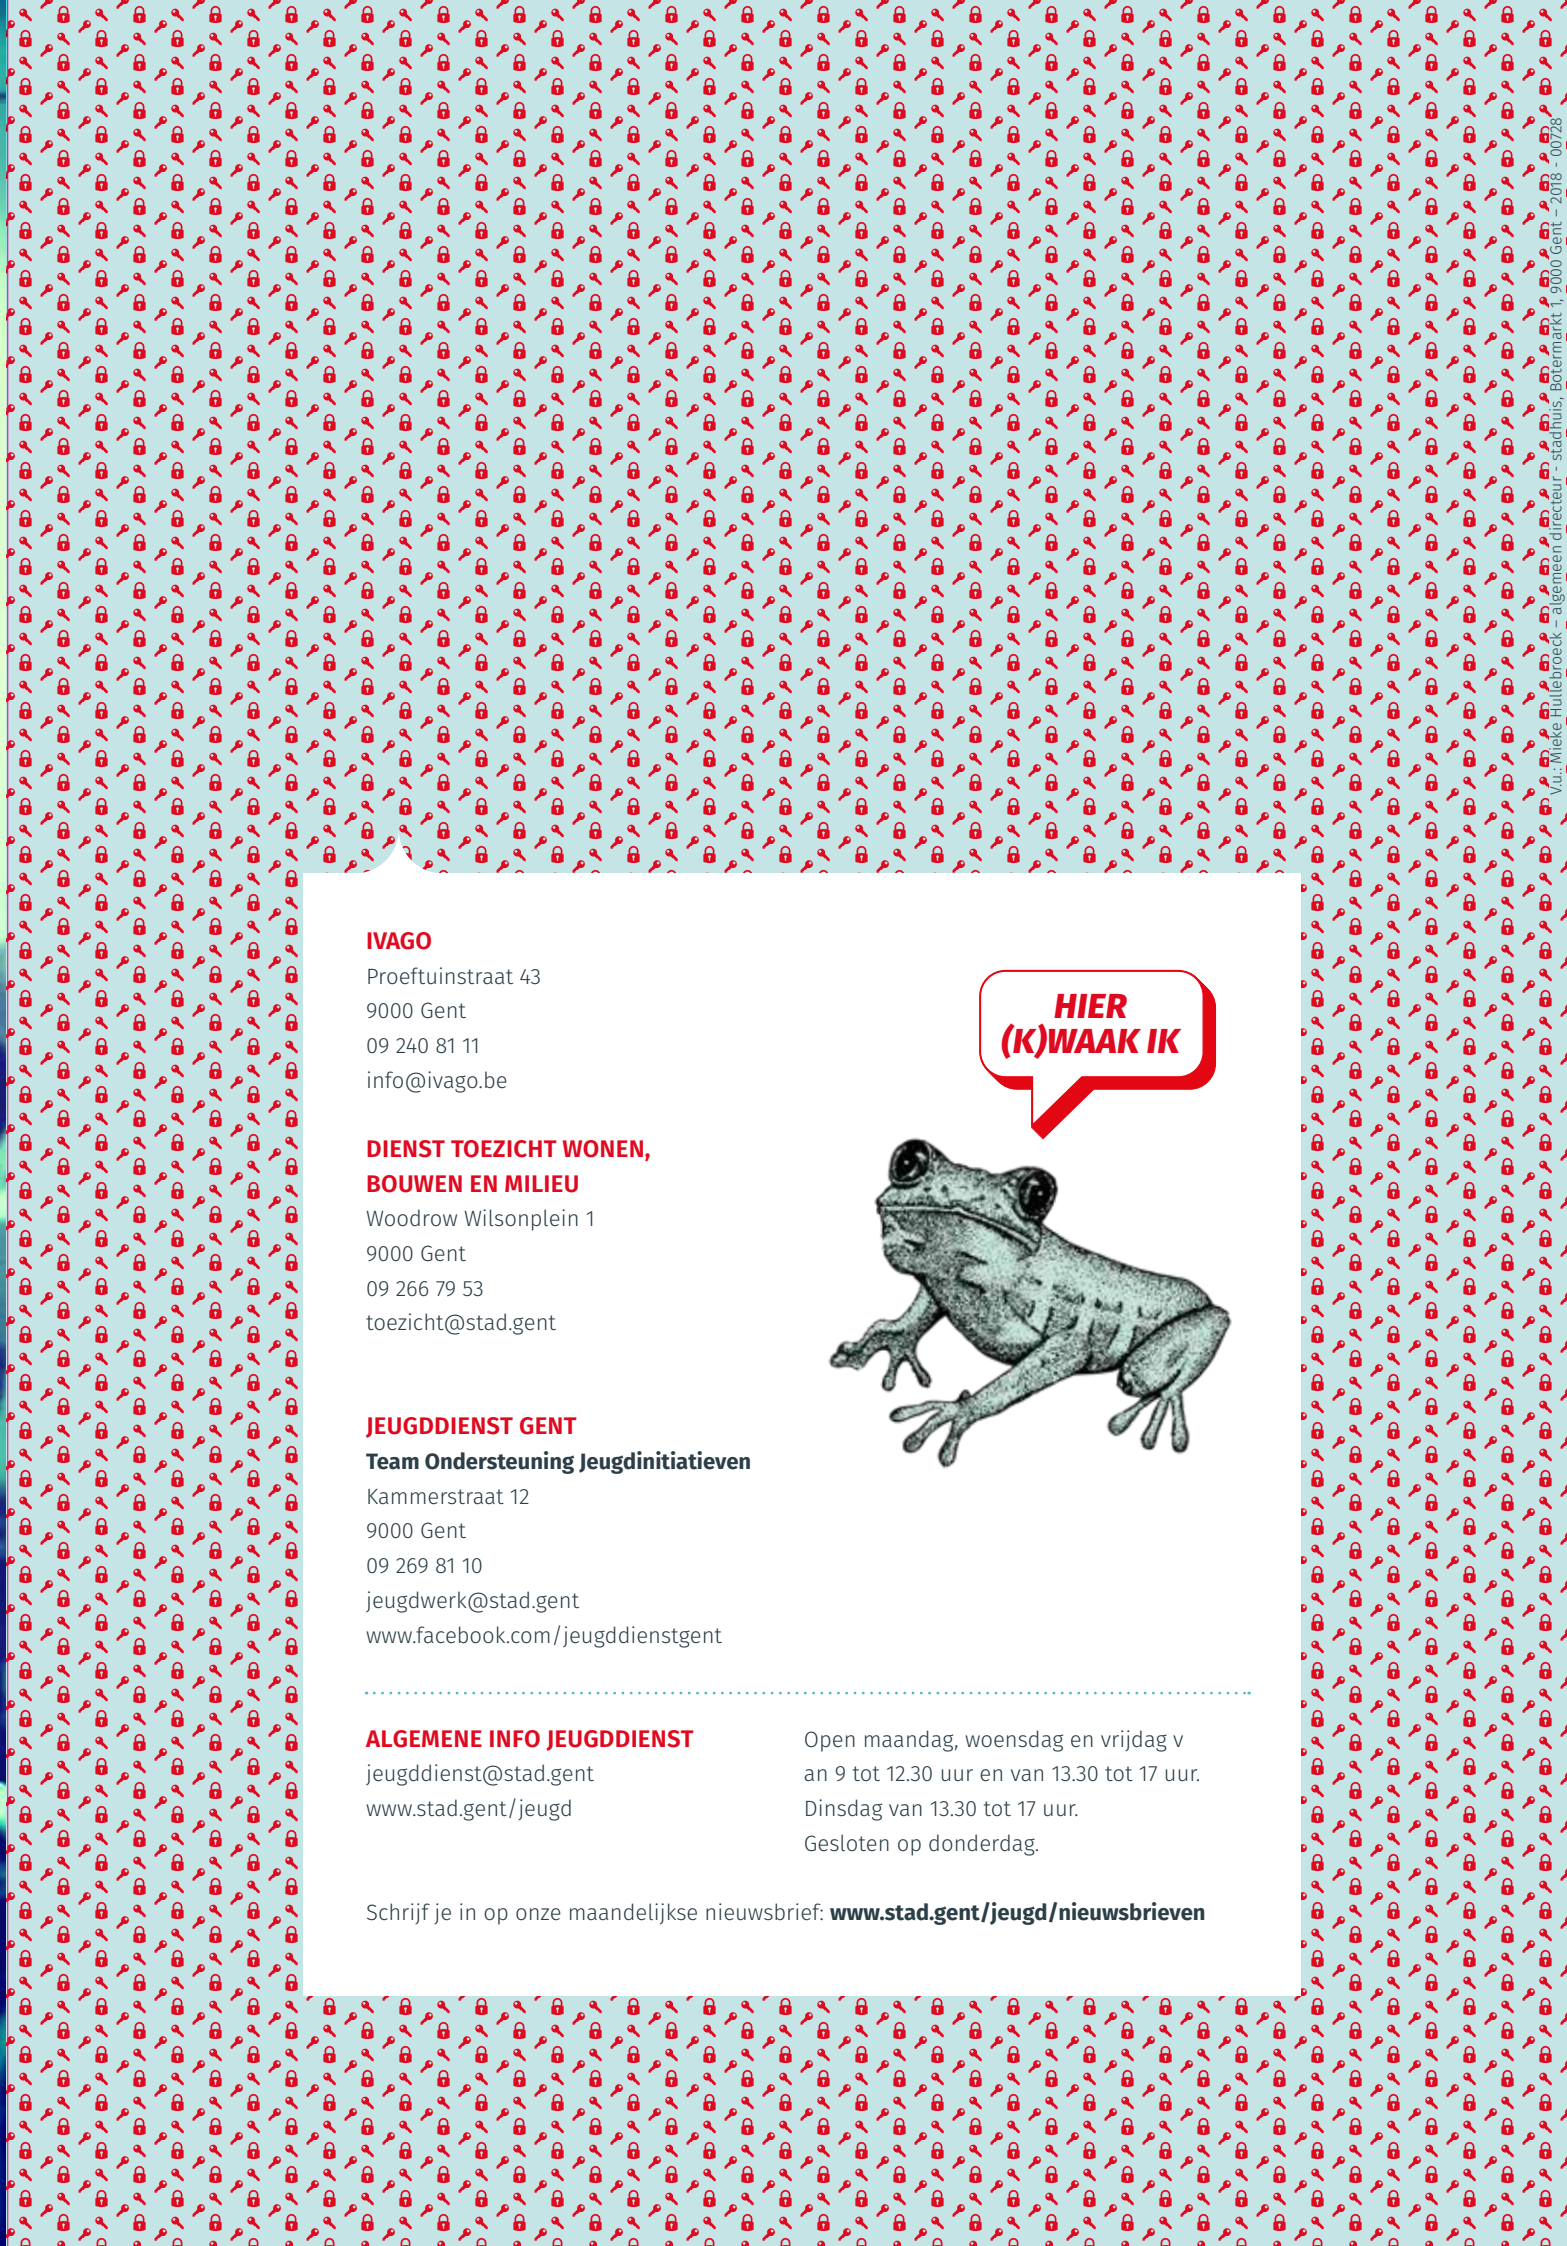 IVAGO
Proeftuinstraat 43
9000 Gent
09 240 81 11
info@ivago.be
DIENST TOEZICHT WONEN,
BOUWEN EN MILIEU
Woodrow Wilsonplein 1
9000 Gent
09 266 79 53
toezicht@stad.gent
JEUGDDIENST GENT
Team Ondersteuning Jeugdinitiatieven
Kammerstraat 12
9000 Gent
09 269 81 10
jeugdwerk@stad.gent
www.facebook.com/jeugddienstgent
HIER
(K)WAAK IK
ALGEMENE INFO JEUGDDIENST
jeugddienst@stad.gent
www.stad.gent/jeugd
Open maandag, woensdag en vrijdag v
an 9 tot 12.30 uur en van 13.30 tot 17 uur.
Dinsdag van 13.30 tot 17 uur.
Gesloten op donderdag.
Schrijf je in op onze maandelijkse nieuwsbrief: www.stad.gent/jeugd/nieuwsbrieven
V.u.: Mieke Hullebroeck – algemeen directeur - stadhuis, Botermarkt 1, 9000 Gent – 2018 - 00728